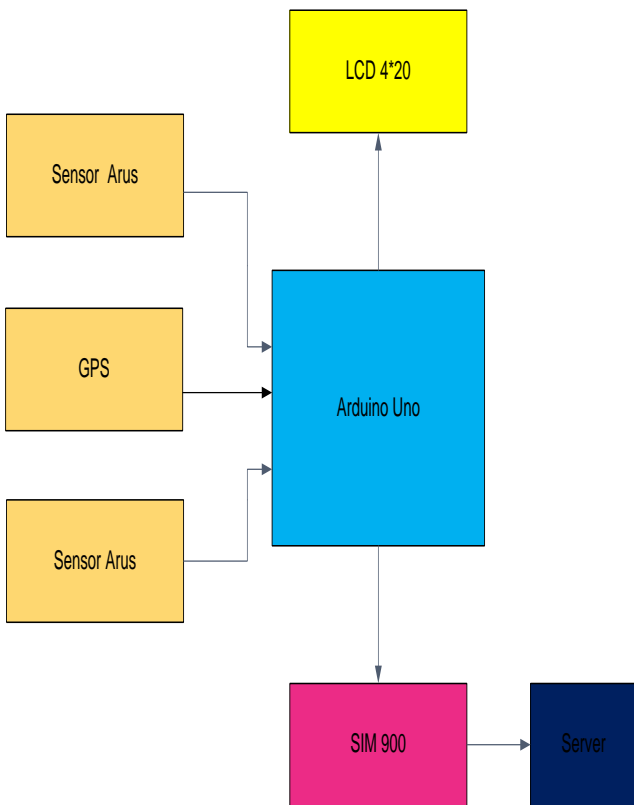 LCD 4*20
Sensor Arus
GPS
Arduino Uno
Sensor Arus
SIM 900
Server